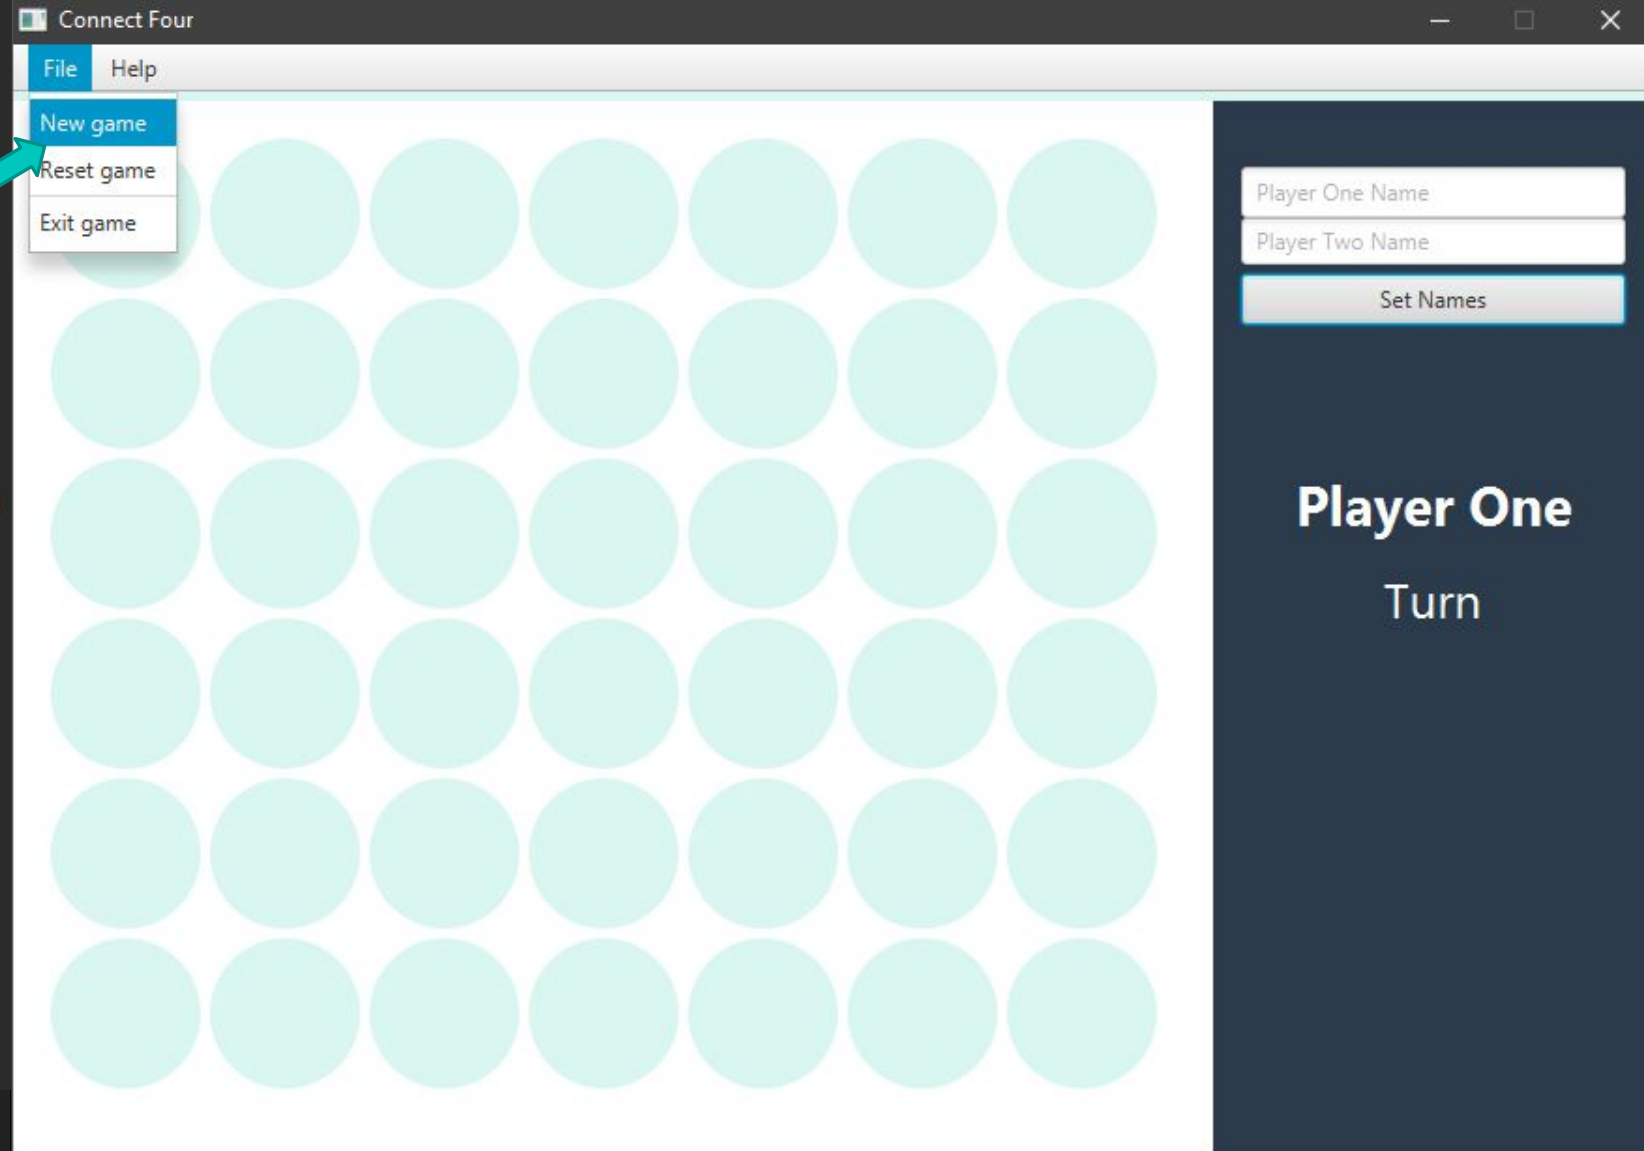 Connect Four
File Help
New game
Reset game
Exit game
Player One Name
Player Two Name
Set Names
Player One
Turn